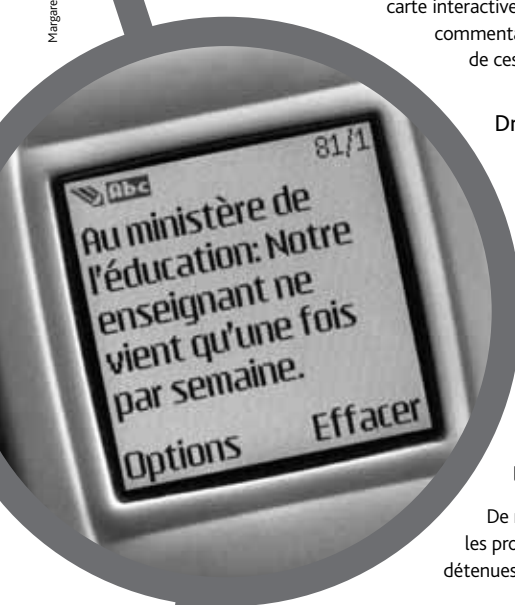 Margare
carte interactive
commenta
de ces
Dr
81/1
Abc
Au ministère de
l'éducation: Notre
enseignant ne
vient qu'une fois
par semaine.
Options Effacer
De
les pro
détenues